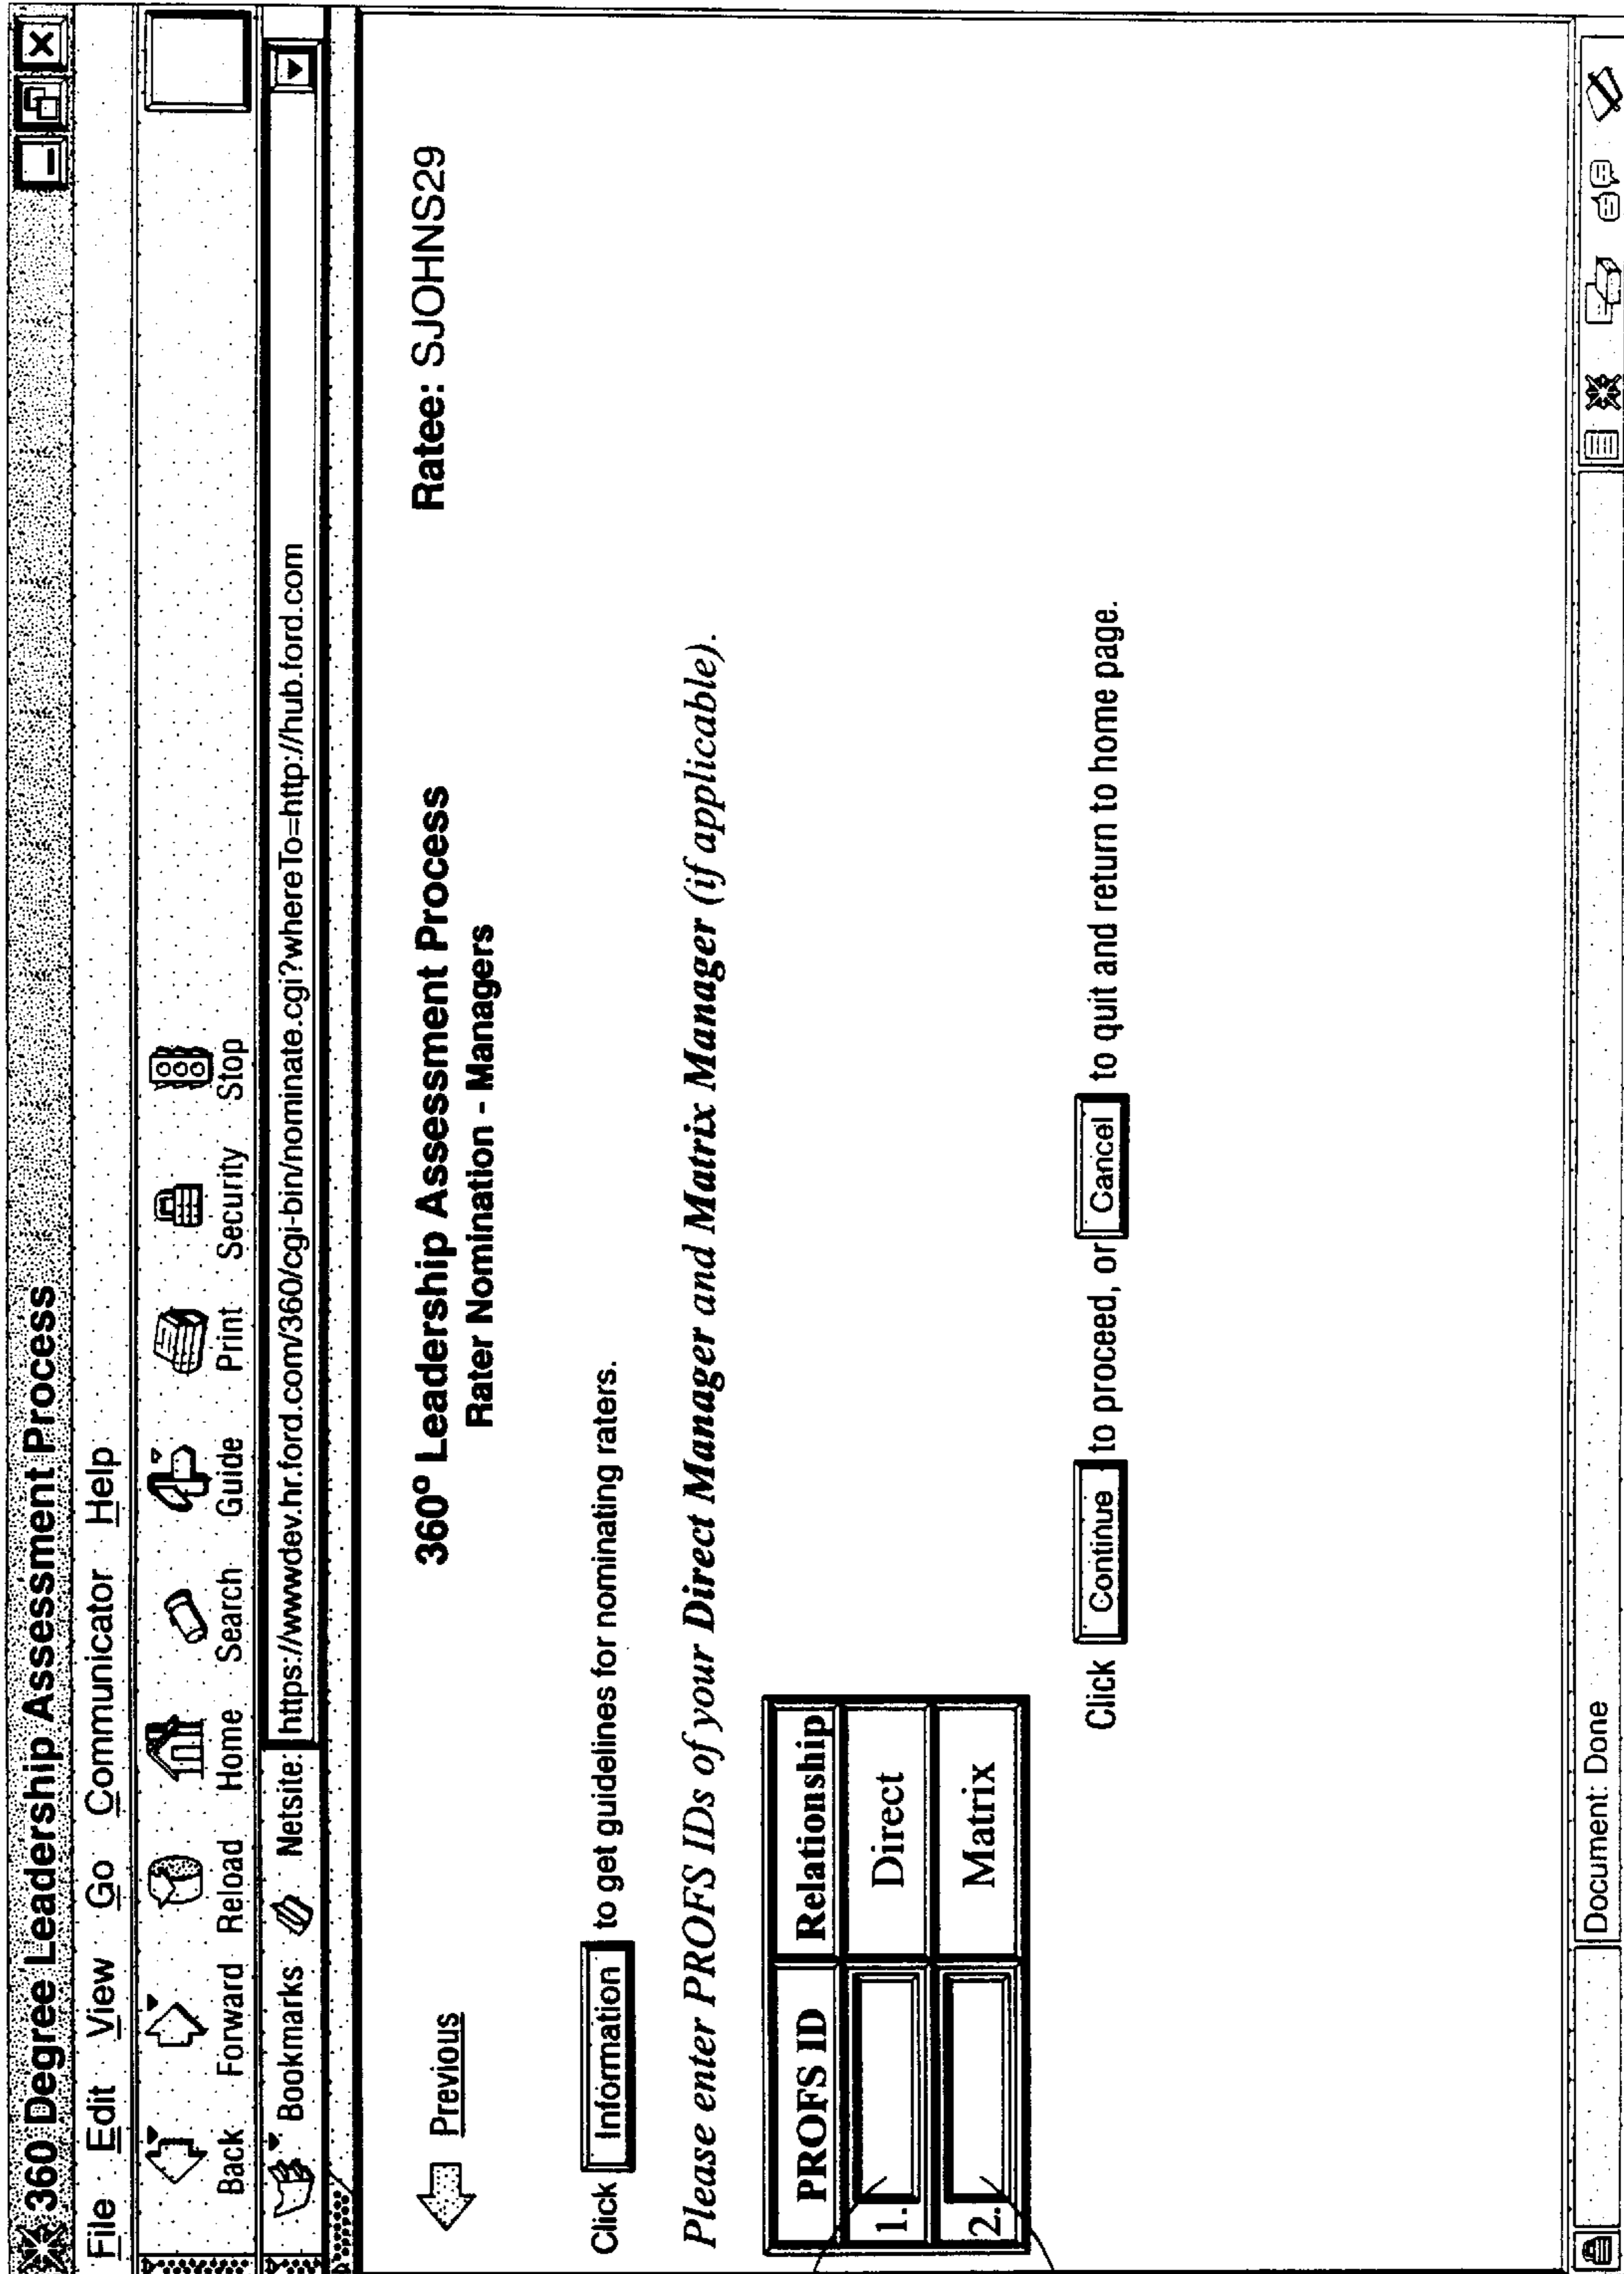 360 Degree Leadership Assessment Process
File Edit View Go Communicator Help
Back Forward Reload Home Search Guide Print Security Stop
Bookmarks Netsite: https://wwwdev.hr.ford.com/360/cgi-bin/nominate.cgi?whereTo=http://hub.ford.com
Previous
360º Leadership Assessment Process
Ratee: SJOHNS29
Rater Nomination - Managers
Click Information to get guidelines for nominating raters.
Please enter PROFS IDs of your Direct Manager and Matrix Manager (if applicable).
PROFS ID Relationship
1. Direct
2. Matrix
Click Continue to proceed, or Cancel to quit and return to home page.
Document: Done